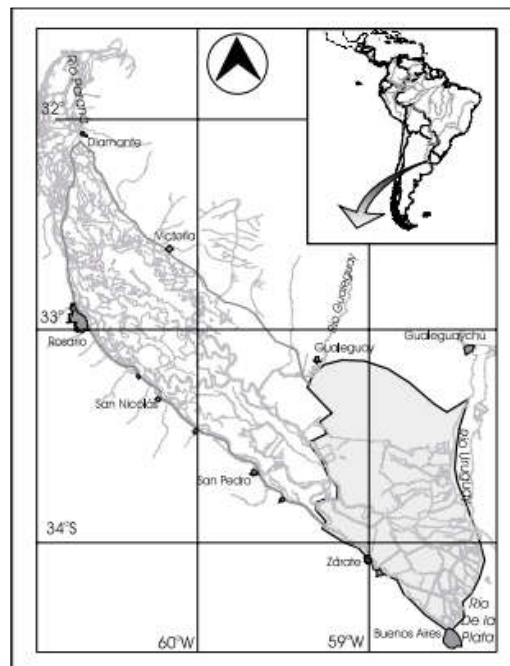 Río Paraná
32°
Diamante
Victoria
33°
Rosario
Río Gualeguay
Gualeguay
Gualeguaychú
San Nicolás
Río Uruguay
San Pedro
34°S
Zárate
60°W
59°W
Buenos Aires
Río
De la
Plata